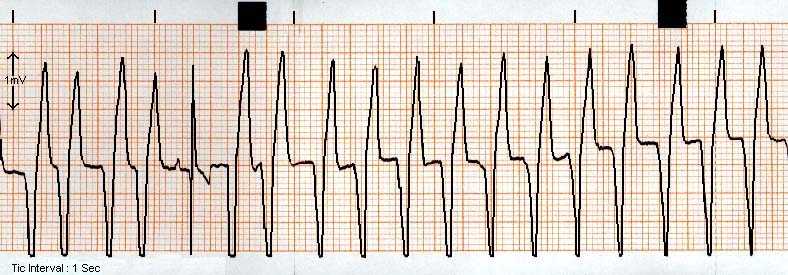 1mV
Tic Interval : 1 Sec